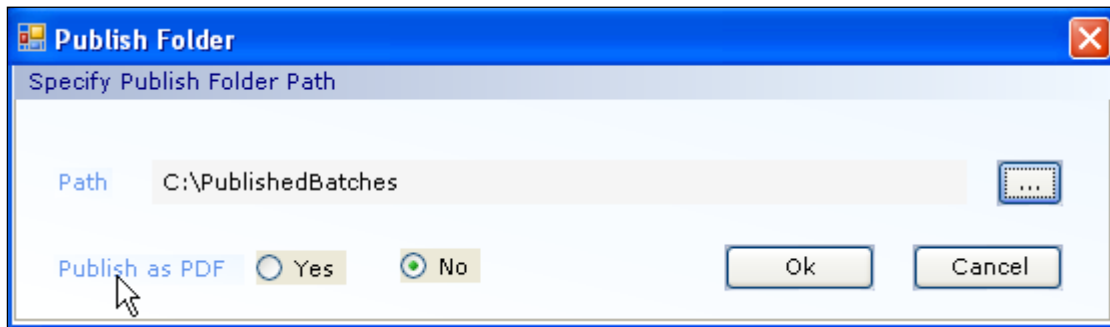 Publish Folder
Specify Publish Folder Path
Path C:\PublishedBatches ...
Publish as PDF Yes No Ok Cancel